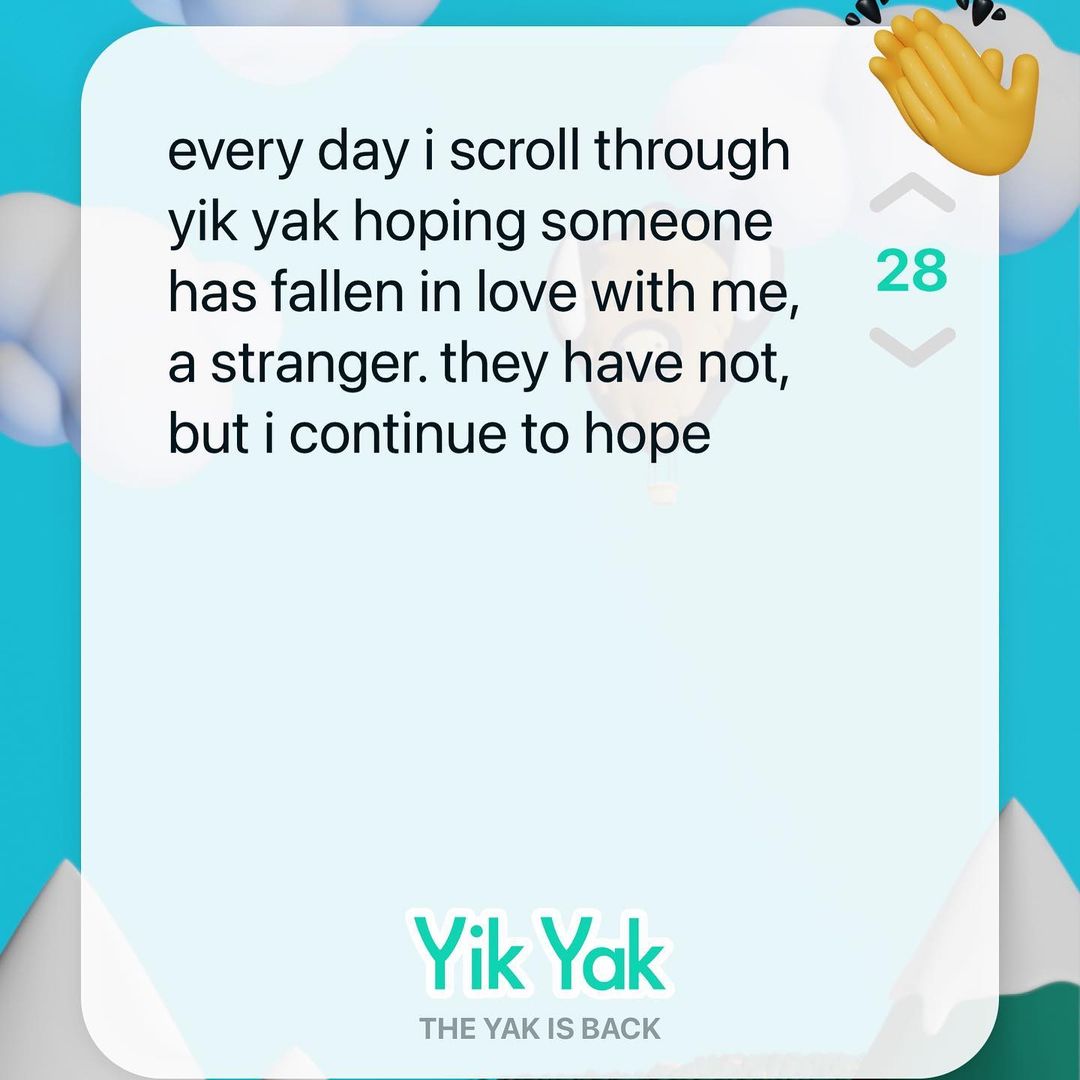 every day i scroll through
yik yak hoping someone
has fallen in love with me,
a stranger. they have not,
but i continue to hope
28
Yik Yak
THE YAK IS BACK